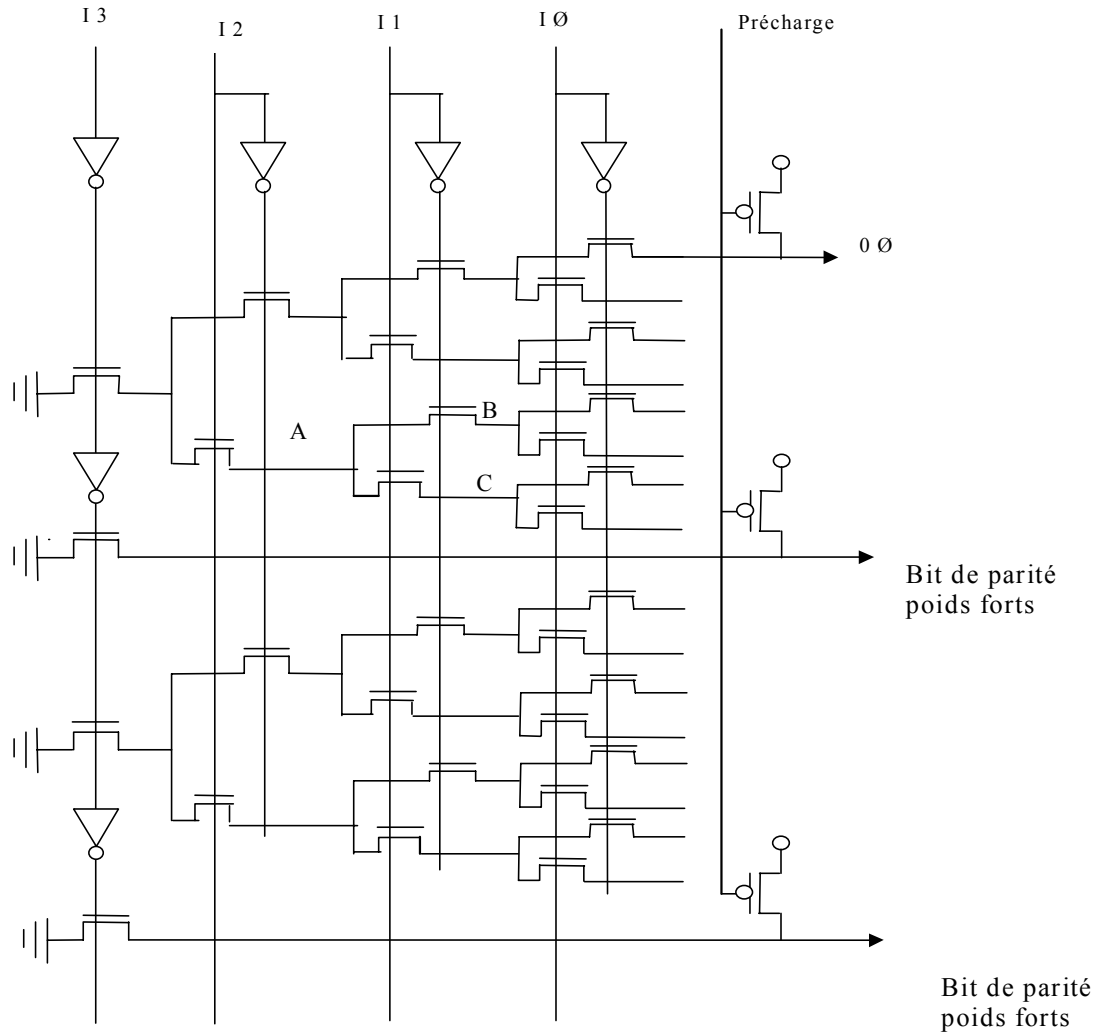 I 3
I 2
I 1
I Ø
Précharge
0 Ø
A
B
C
Bit de parité
poids forts
Bit de parité
poids forts